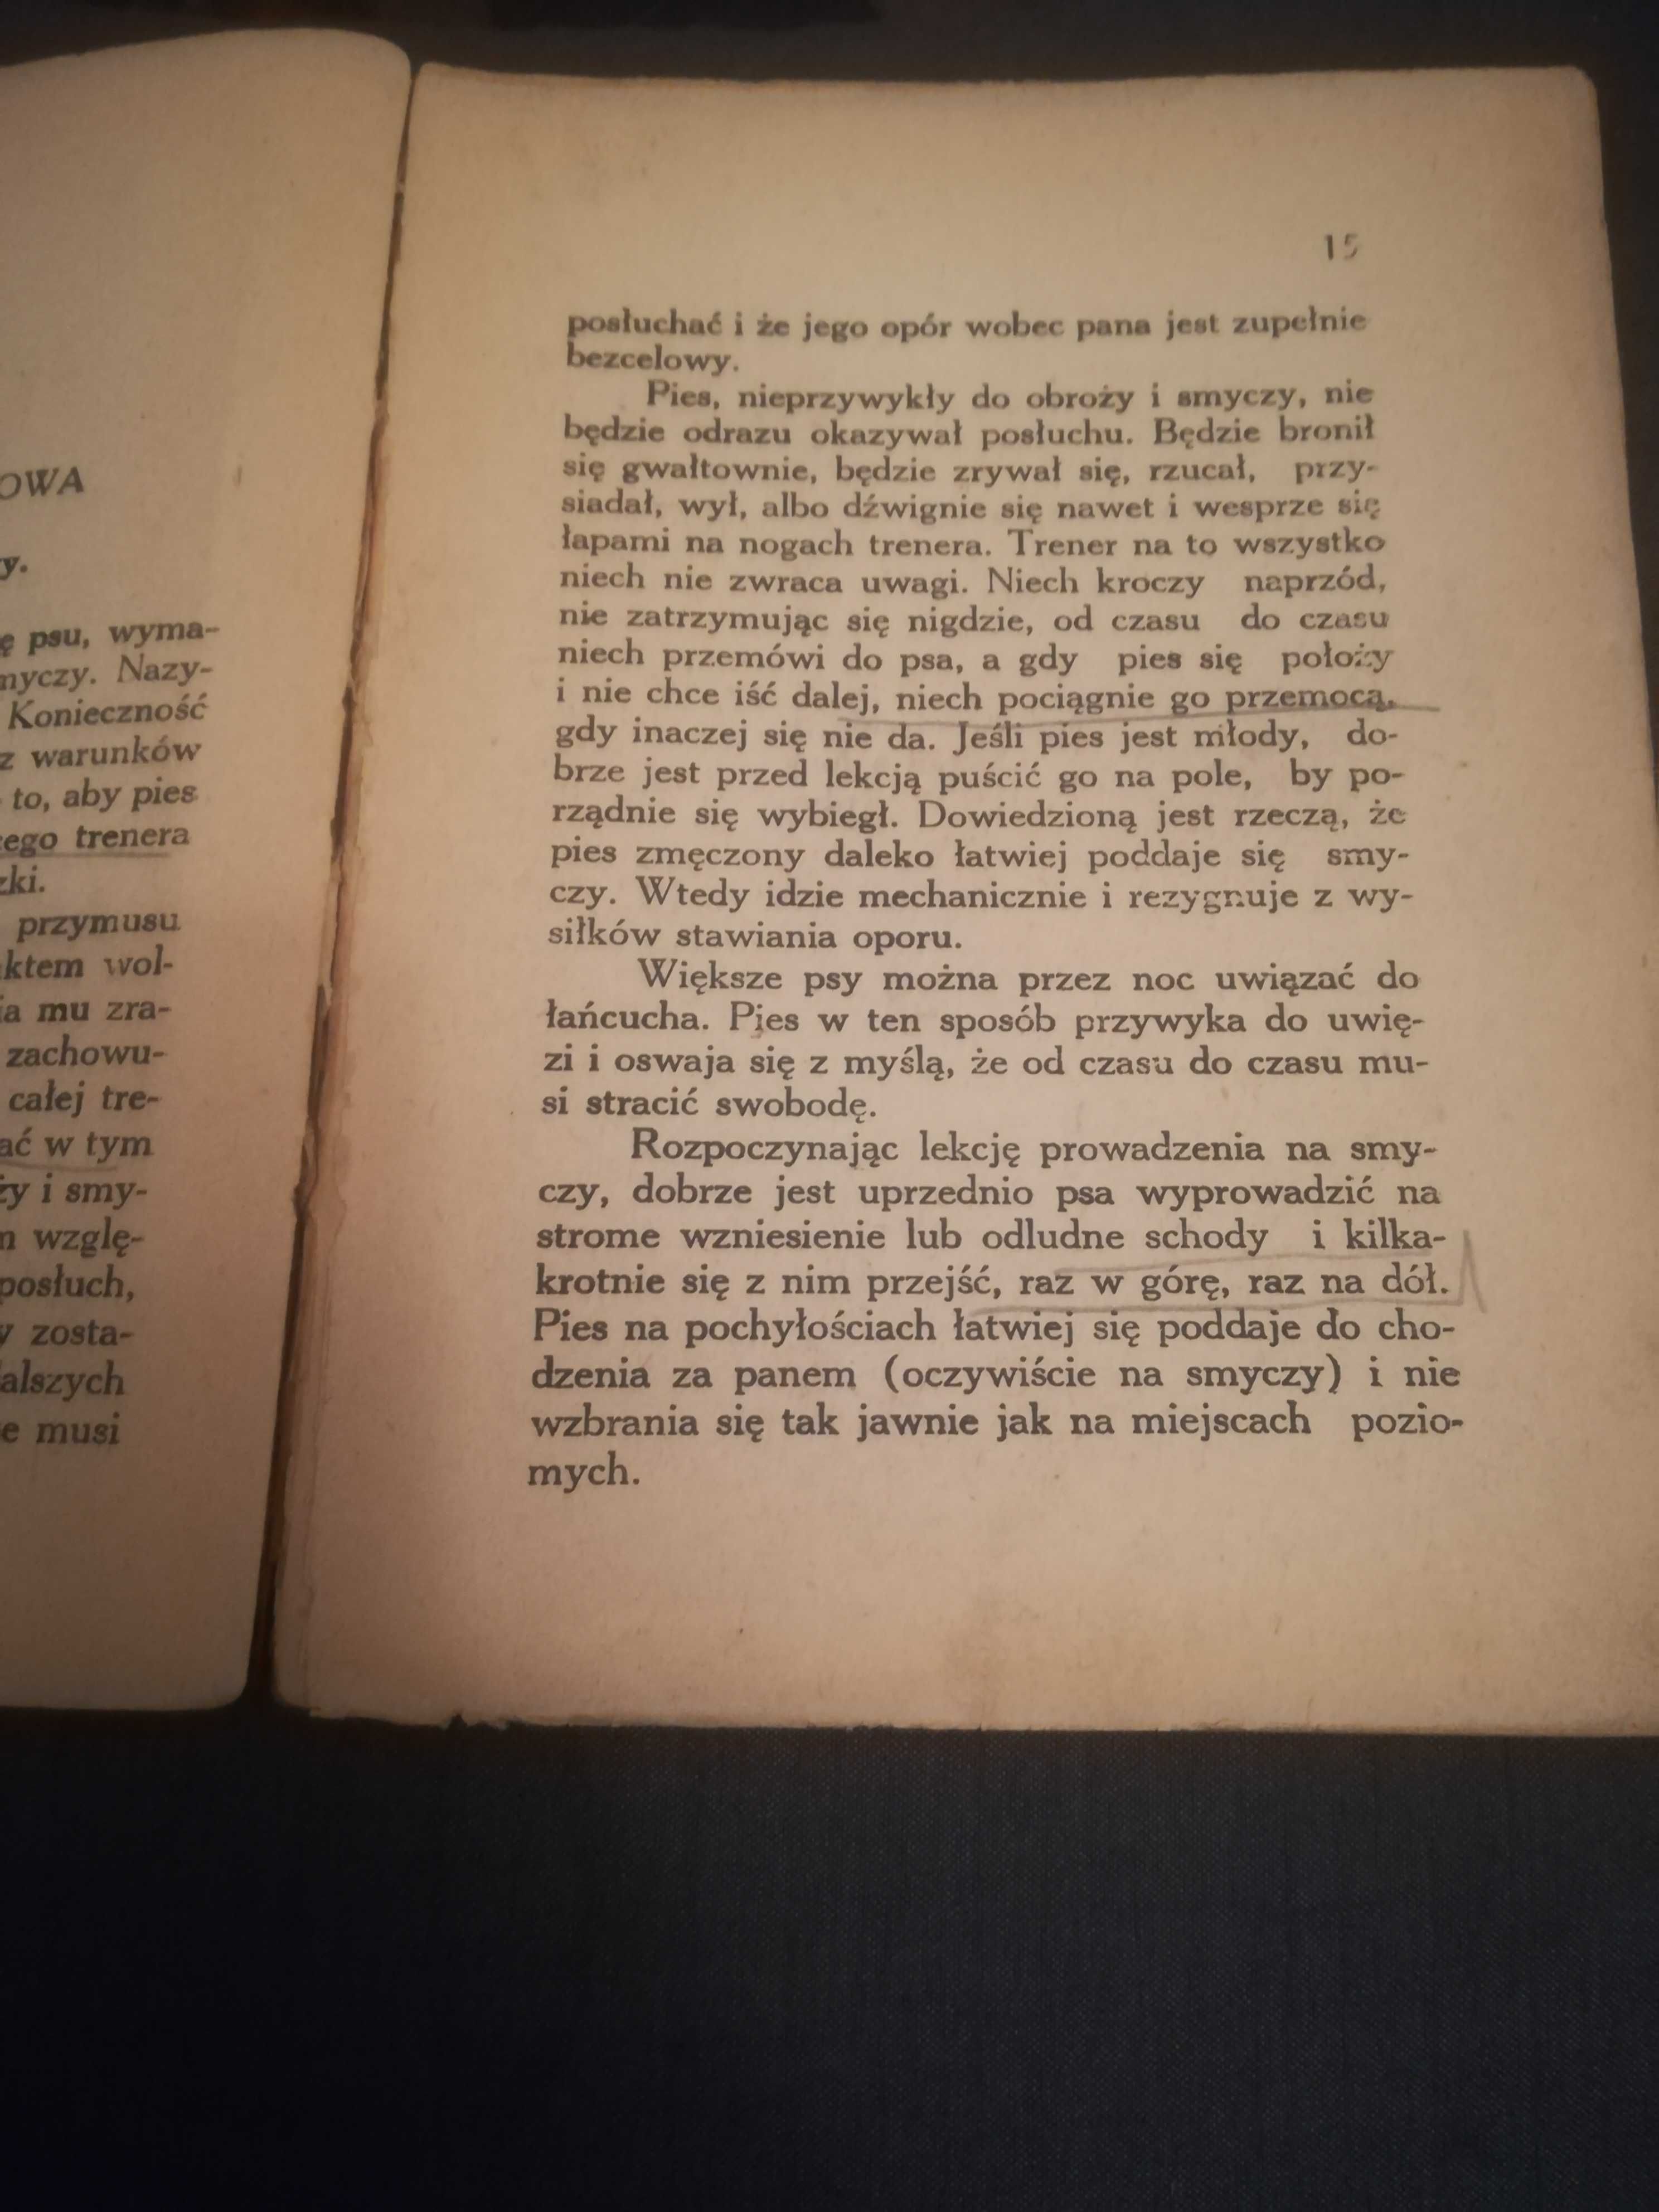 OWA
y.
ę psu, wyma-
myczy. Nazy-
Konieczność
z warunków
to, aby pies
cego trenera
zki.
przymusu
ktem wol-
ia mu zra-
zachowu-
całej tre-
ać w tym
ży i smy-
m wzglę-
posłuch,
y zosta-
alszych
e musi
15
posłuchać i że jego opór wobec pana jest zupełnie
bezcelowy.
Pies, nieprzywykły do obroży i smyczy, nie
będzie odrazu okazywał posłuchu. Będzie bronił
się gwałtownie, będzie zrywał się, rzucał, przy-
siadał, wył, albo dźwignie się nawet i wesprze się
łapami na nogach trenera. Trener na to wszystko
niech nie zwraca uwagi. Niech kroczy naprzód,
nie zatrzymując się nigdzie, od czasu do czasu
niech przemówi do psa, a gdy pies się położy
i nie chce iść dalej, niech pociągnie go przemocą,
gdy inaczej się nie da. Jeśli pies jest młody, do-
brze jest przed lekcją puścić go na pole, by po-
rządnie się wybiegł. Dowiedzioną jest rzeczą, że
pies zmęczony daleko łatwiej poddaje się smy-
czy. Wtedy idzie mechanicznie i rezygnuje z wy-
siłków stawiania oporu.
Większe psy można przez noc uwiązać do
łańcucha. Pies w ten sposób przywyka do uwię-
zi i oswaja się z myślą, że od czasu do czasu mu-
si stracić swobodę.
Rozpoczynając lekcję prowadzenia na smy-
czy, dobrze jest uprzednio psa wyprowadzić na
strome wzniesienie lub odludne schody i kilka-
krotnie się z nim przejść, raz w górę, raz na dół.
Pies na pochyłościach łatwiej się poddaje do cho-
dzenia za panem (oczywiście na smyczy) i nie
wzbrania się tak jawnie jak na miejscach pozio-
mych.